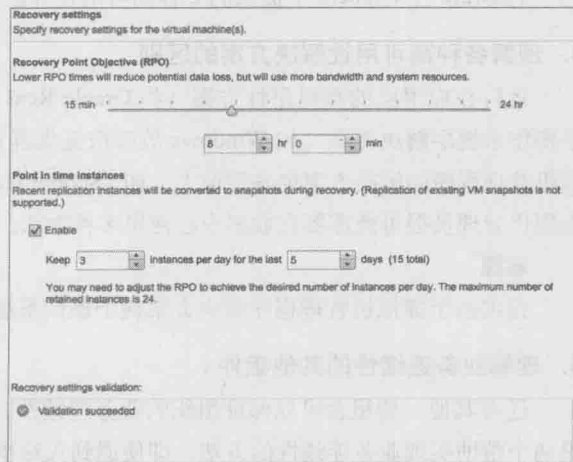 Recovery settings
Specify recovery settings for the virtual machine(s).
Recovery Point Objective (RPO)
Lower RPO times will reduce potential data loss, but will use more bandwidth and system resources.
15 min 24 hr
8 hr 0 min
Point in time instances
Recent replication instances will be converted to snapshots during recovery. (Replication of existing VM snapshots is not
supported.)
Enable
Keep 3 instances per day for the last 5 days (15 total)
You may need to adjust the RPO to achieve the desired number of instances per day. The maximum number of
retained instances is 24.
Recovery settings validation:
Validation succeeded